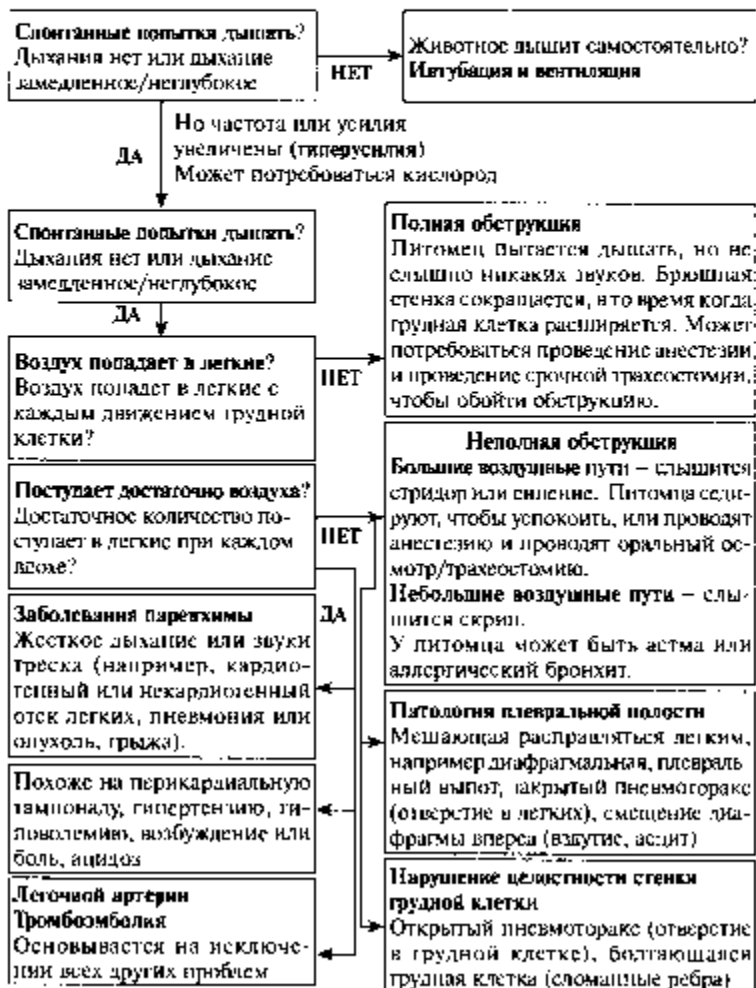 Спонтанные попытки дышать?
Дыхания нет или дыхание
замедленное/неглубокое
НЕТ
Животное дышит самостоятельно?
Интубация и вентиляция
ДА
Но частота или усилия
увеличены (гиперусилия)
Может потребоваться кислород
Спонтанные попытки дышать?
Дыхания нет или дыхание
замедленное/неглубокое
ДА
Полная обструкция
Питомец пытается дышать, но не
слышно никаких звуков. Брюшная
стенка сокращается, в то время когда
грудная клетка расширяется. Может
потребоваться проведение анестезии
и проведение срочной трахеостомии,
чтобы обойти обструкцию.
Воздух попадает в легкие?
Воздух попадет в легкие с
каждым движением грудной
клетки?
НЕТ
Неполная обструкция
Большие воздушные пути – слышится
стридор или сипение. Питомца седи-
руют, чтобы успокоить, или проводят
анестезию и проводят оральный ос-
мотр/трахеостомию.
Небольшие воздушные пути – слы-
шится скрип.
У питомца может быть астма или
аллергический бронхит.
Поступает достаточно воздуха?
Достаточное количество по-
ступает в легкие при каждом
вдохе?
НЕТ
ДА
Заболевания паренхимы
Жесткое дыхание или звуки
треска (например, кардио-
генный или некардиогенный
отек легких, пневмония или
опухоль, грыжа).
Патология плевральной полости
Мешающая расправляться легким,
например диафрагмальная, плевраль
ный выпот, закрытый пневмоторакс
(отверстие в легких), смещение диа-
фрагмы вперед (вздутие, асцит)
Похоже на перикардиальную
тампонаду, гипертензию, ги-
поволемию, возбуждение или
боль, ацидоз
Легочной артерии
Тромбоэмболия
Основывается на исключе-
нии всех других проблем
Нарушение целостности стенки
грудной клетки
Открытый пневмоторакс (отверстие
в грудной клетке), болтающаяся
грудная клетка (сломанные ребра)